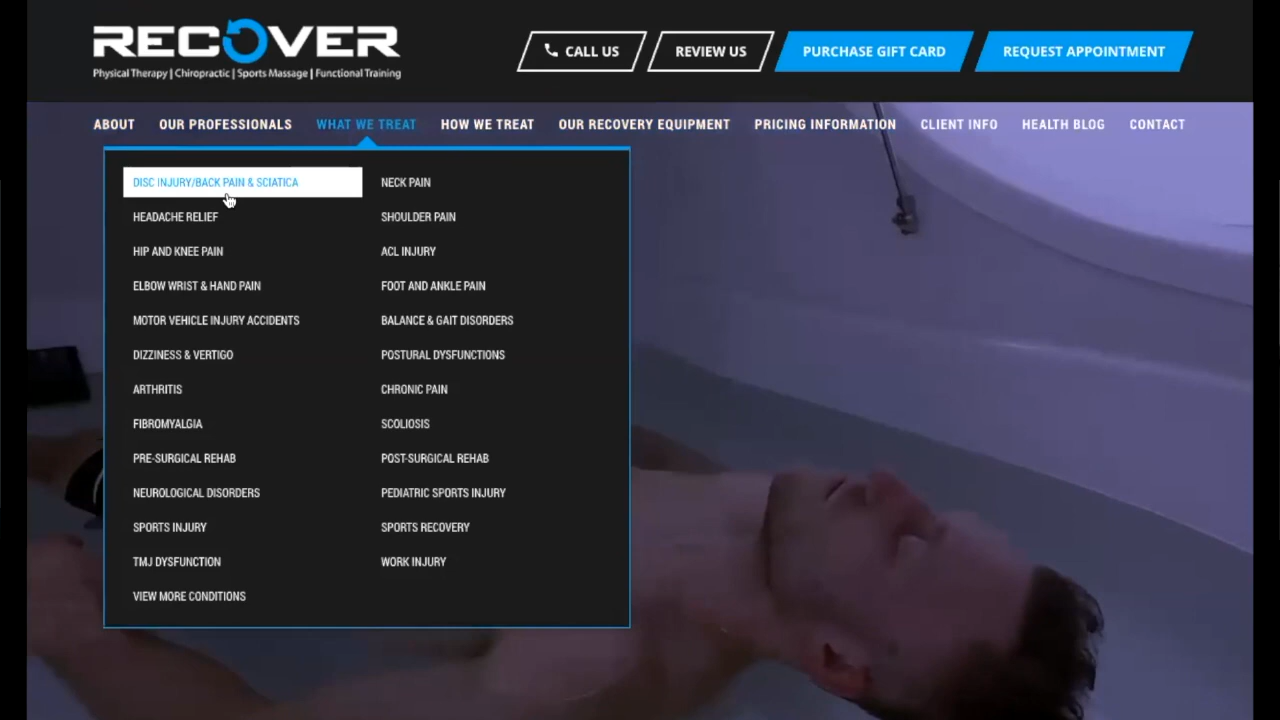 RECOVER
Physical Therapy | Chiropractic | Sports Massage | Functional Training
CALL US
REVIEW US
PURCHASE GIFT CARD
REQUEST APPOINTMENT
ABOUT OUR PROFESSIONALS WHAT WE TREAT HOW WE TREAT OUR RECOVERY EQUIPMENT PRICING INFORMATION CLIENT INFO HEALTH BLOG CONTACT
DISC INJURY/BACK PAIN & SCIATICA NECK PAIN
HEADACHE RELIEF SHOULDER PAIN
HIP AND KNEE PAIN ACL INJURY
ELBOW WRIST & HAND PAIN FOOT AND ANKLE PAIN
MOTOR VEHICLE INJURY ACCIDENTS BALANCE & GAIT DISORDERS
DIZZINESS & VERTIGO POSTURAL DYSFUNCTIONS
ARTHRITIS CHRONIC PAIN
FIBROMYALGIA SCOLIOSIS
PRE-SURGICAL REHAB POST-SURGICAL REHAB
NEUROLOGICAL DISORDERS PEDIATRIC SPORTS INJURY
SPORTS INJURY SPORTS RECOVERY
TMJ DYSFUNCTION WORK INJURY
VIEW MORE CONDITIONS